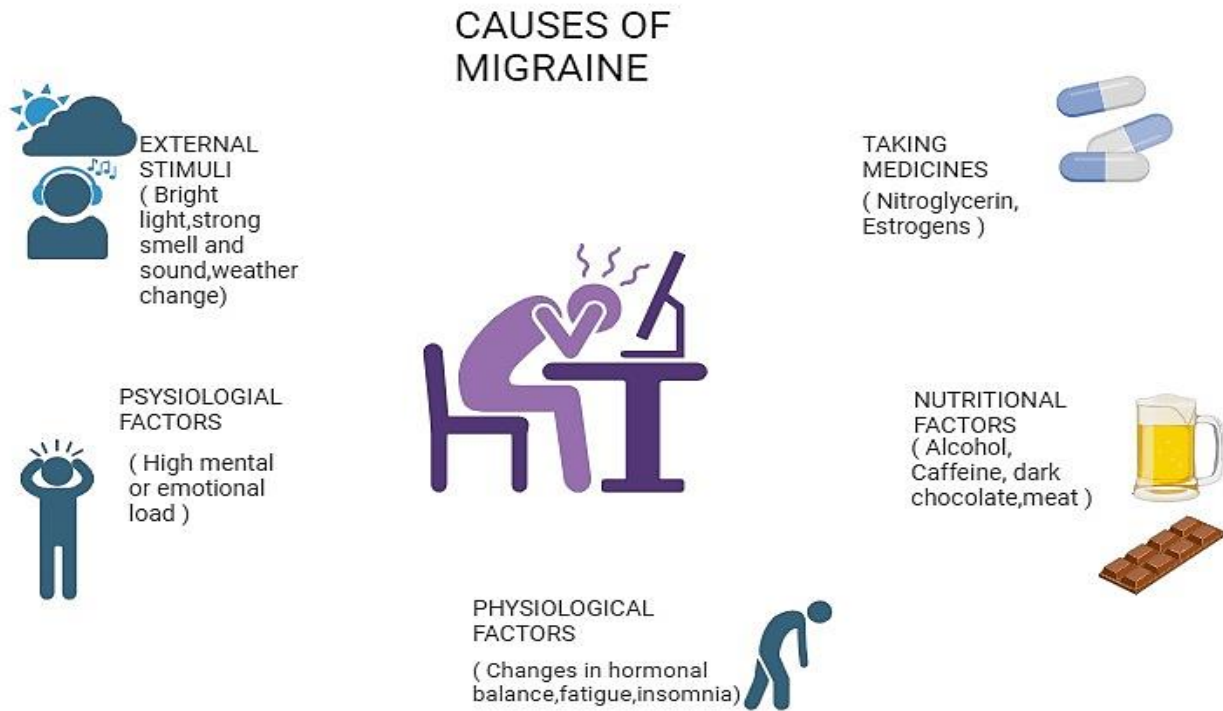 CAUSES OF
MIGRAINE
EXTERNAL
STIMULI
( Bright
light,strong
smell and
sound,weather
change)
TAKING
MEDICINES
( Nitroglycerin,
Estrogens )
PSYSIOLOGIAL
FACTORS
( High mental
or emotional
load )
NUTRITIONAL
FACTORS
( Alcohol,
Caffeine, dark
chocolate,meat )
PHYSIOLOGICAL
FACTORS
( Changes in hormonal
balance,fatigue,insomnia)